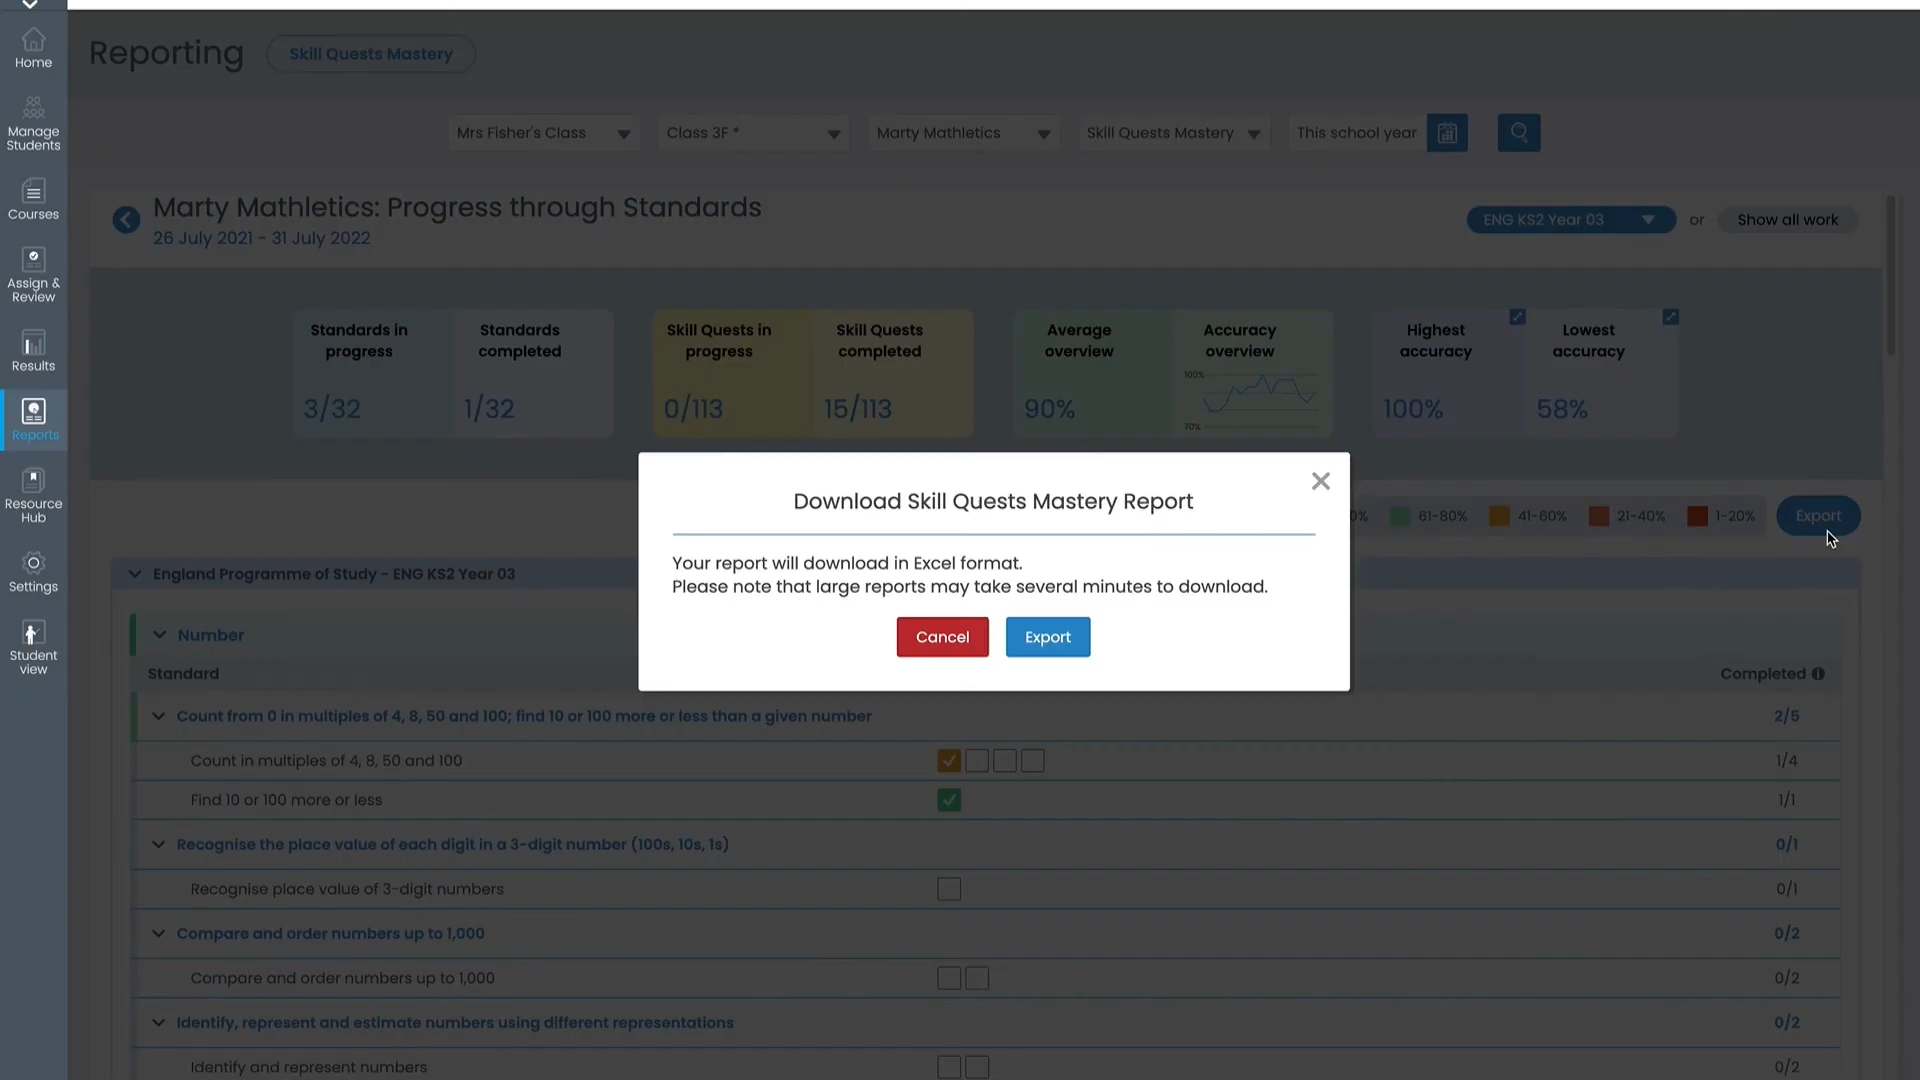 Home
Manage
Students
Courses
Assign &
Review
Results
Reports
Resource
Hub
Settings
Student
view
Reporting
Skill Quests Mastery
Mrs Fisher's Class
Class 3F *
Marty Mathletics
Skill Quests Mastery
This school year
Marty Mathletics: Progress through Standards
26 July 2021 - 31 July 2022
ENG KS2 Year 03
or
Show all work
Standards in
progress
3/32
Standards
completed
1/32
Skill Quests in
progress
0/113
Skill Quests
completed
15/113
Average
overview
90%
Accuracy
overview
100%
70%
Highest
accuracy
100%
Lowest
accuracy
58%
61-80%
41-60%
21-40%
1-20%
Export
Download Skill Quests Mastery Report
Your report will download in Excel format.
Please note that large reports may take several minutes to download.
Cancel
Export
England Programme of Study - ENG KS2 Year 03
Number
Standard
Completed
Count from 0 in multiples of 4, 8, 50 and 100; find 10 or 100 more or less than a given number
2/5
Count in multiples of 4, 8, 50 and 100
1/4
Find 10 or 100 more or less
1/1
Recognise the place value of each digit in a 3-digit number (100s, 10s, 1s)
0/1
Recognise place value of 3-digit numbers
0/1
Compare and order numbers up to 1,000
0/2
Compare and order numbers up to 1,000
0/2
Identify, represent and estimate numbers using different representations
0/2
Identify and represent numbers
0/2